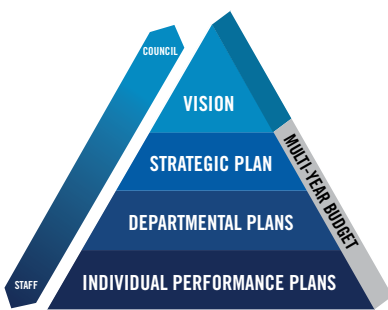 COUNCIL
VISION
STRATEGIC PLAN
MULTI-YEAR BUDGET
DEPARTMENTAL PLANS
INDIVIDUAL PERFORMANCE PLANS
STAFF